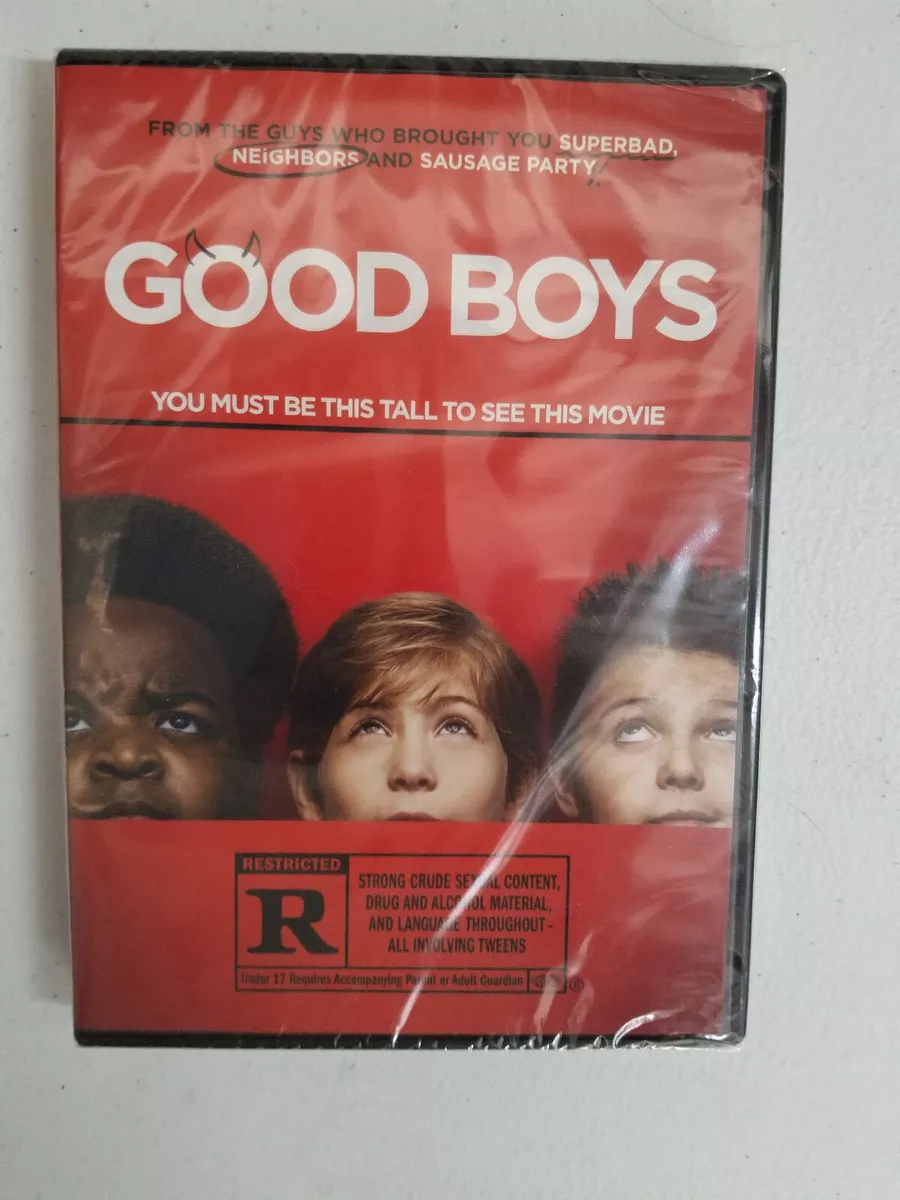 FROM THE GUYS WHO BROUGHT YOU SUPERBAD,
NEiGHBORS AND SAUSAGE PARTY
GOOD BOYS
YOU MUST BE THIS TALL TO SEE THIS MOVIE
RESTRICTED
R
STRONG CRUDE SEXUAL CONTENT,
DRUG AND ALCOHOL MATERIAL,
AND LANGUAGE THROUGHOUT -
ALL INVOLVING TWEENS
Under 17 Requires Accompanying Parent or Adult Guardian
®